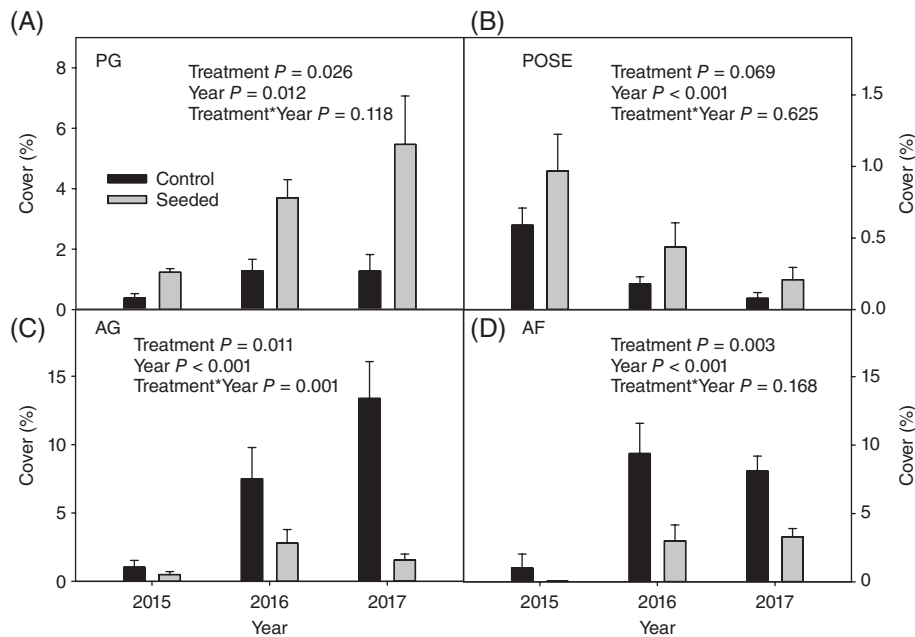 (A)
PG
Treatment P = 0.026
Year P = 0.012
Treatment*Year P = 0.118
Control
Seeded
Cover (%)
8
6
4
2
0
(B)
POSE
Treatment P = 0.069
Year P < 0.001
Treatment*Year P = 0.625
1.5
1.0
0.5
0.0
Cover (%)
(C)
AG
Treatment P = 0.011
Year P < 0.001
Treatment*Year P = 0.001
Cover (%)
15
10
5
0
2015 2016 2017
Year
(D)
AF
Treatment P = 0.003
Year P < 0.001
Treatment*Year P = 0.168
15
10
5
0
Cover (%)
2015 2016 2017
Year